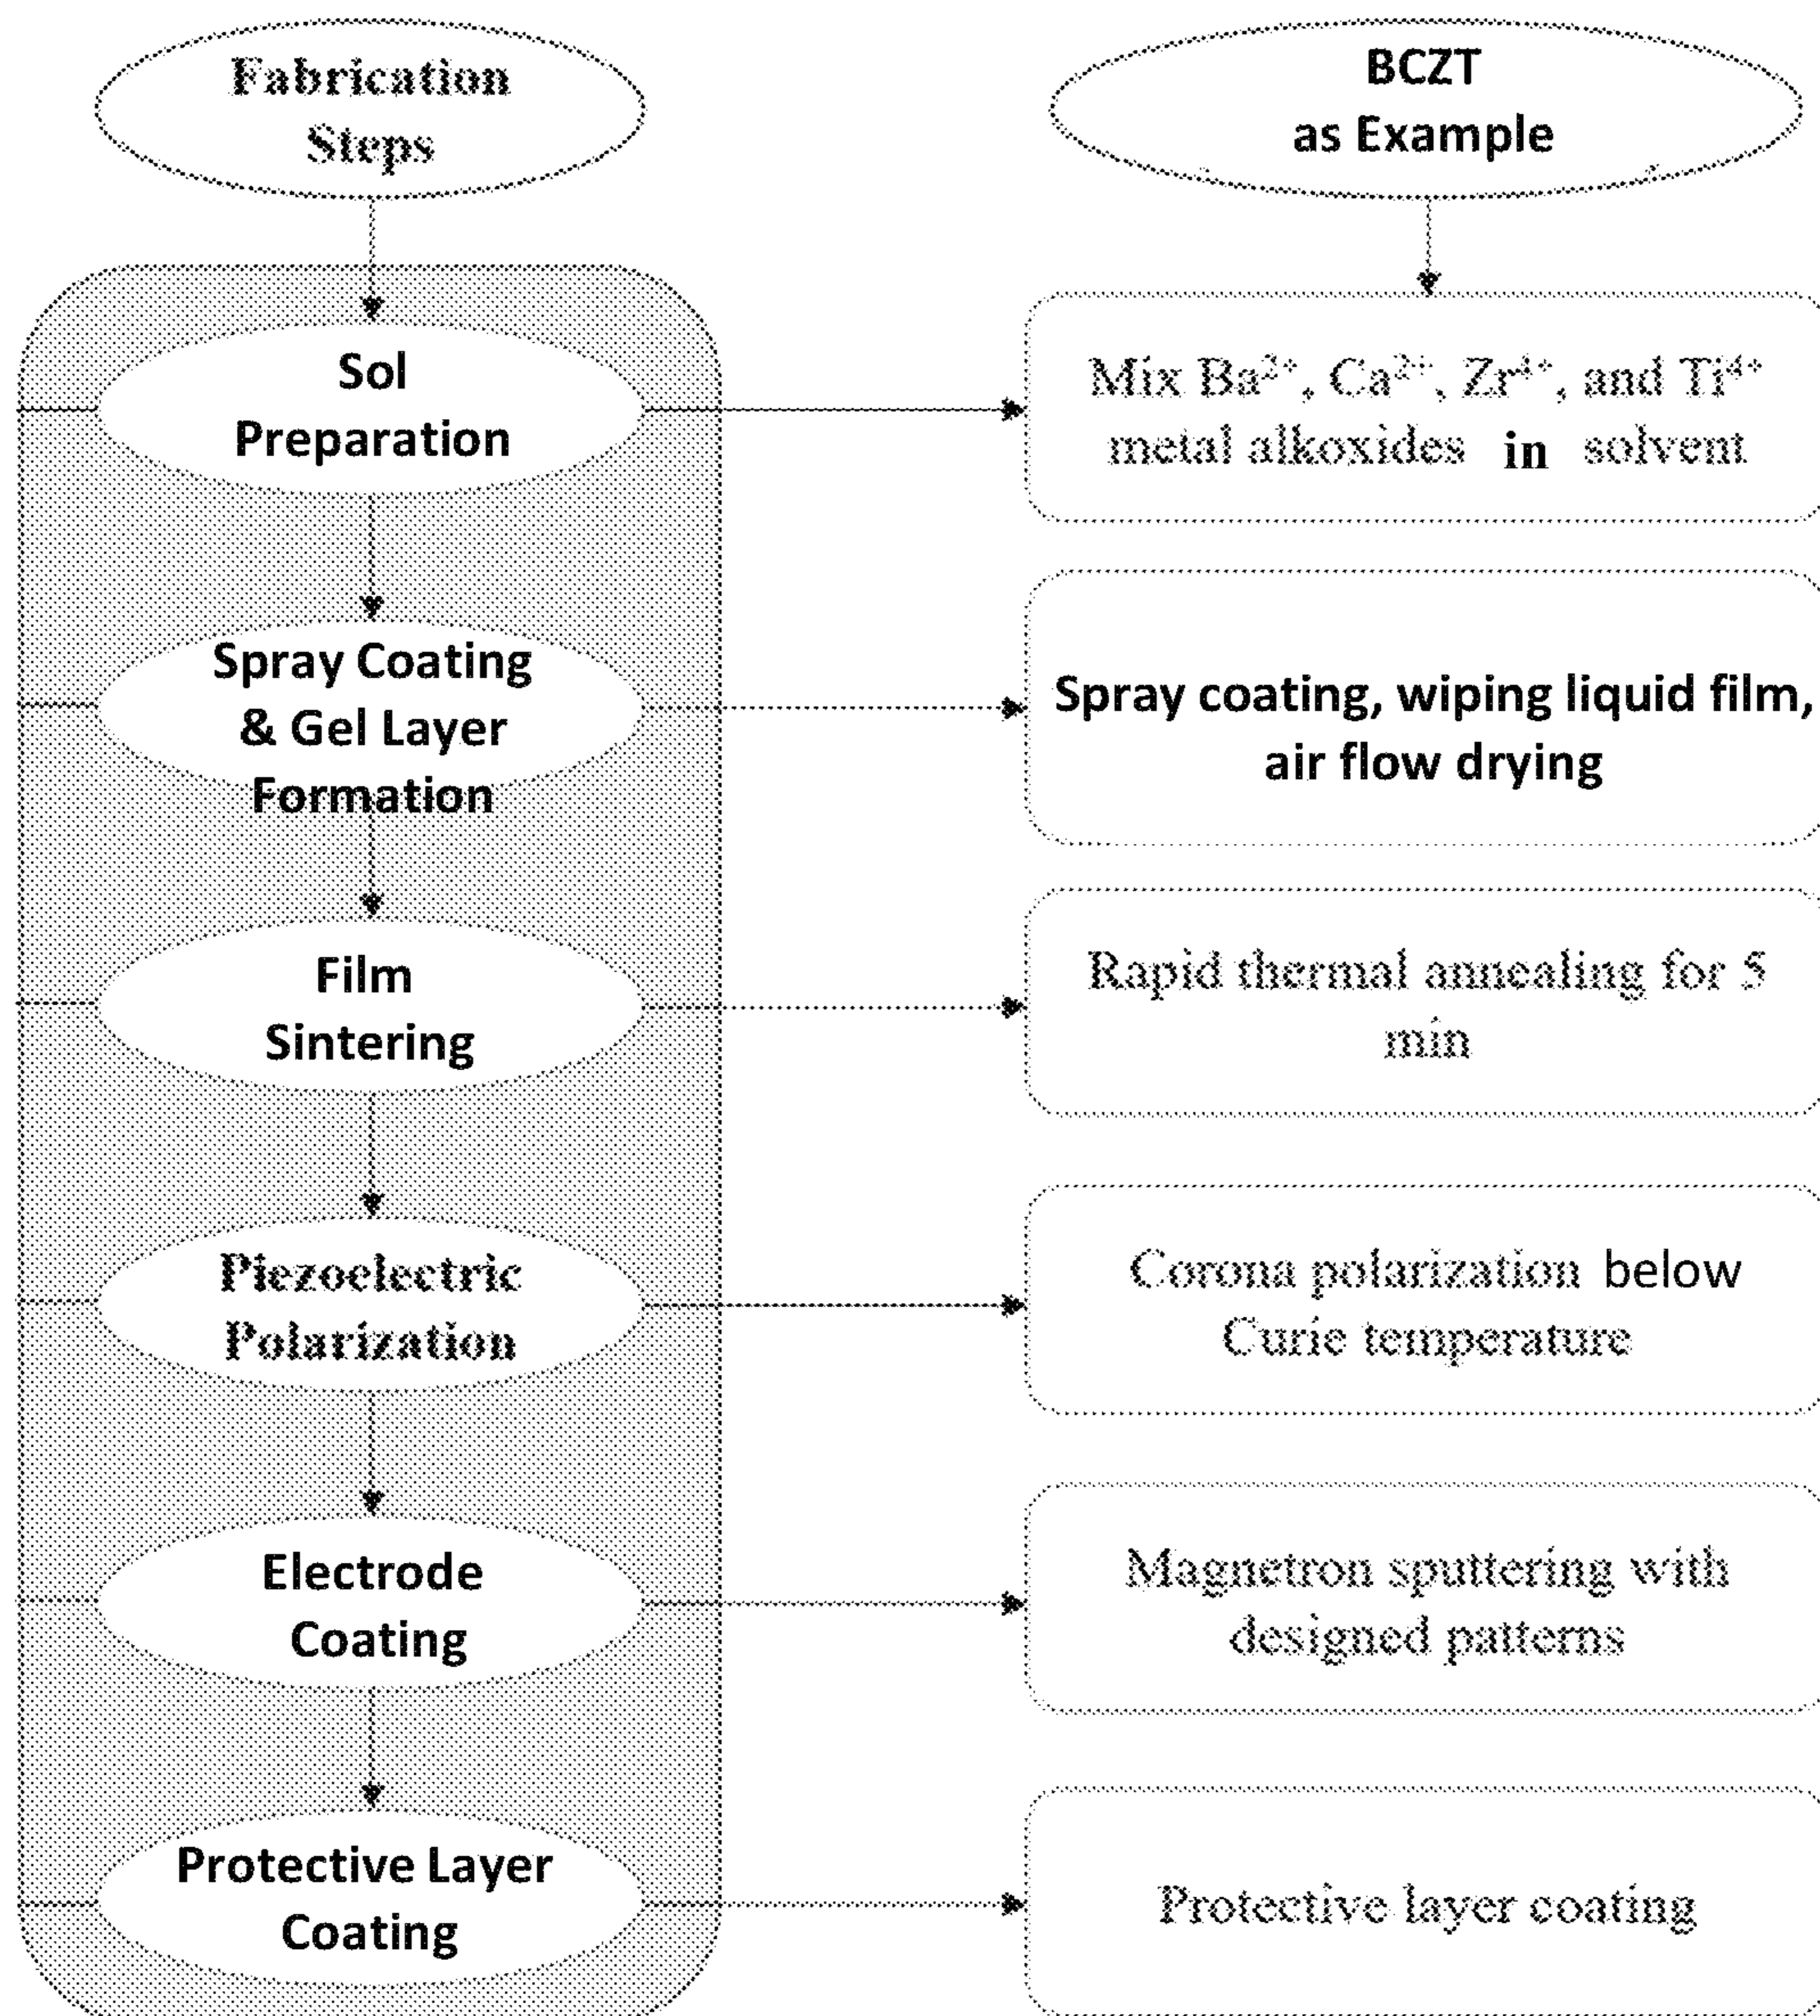 Fabrication
Steps
BCZT
as Example
Sol
Preparation
Mix Ba²⁺, Ca²⁺, Zr⁴⁺, and Ti⁴⁺
metal alkoxides in solvent
Spray Coating
& Gel Layer
Formation
Spray coating, wiping liquid film,
air flow drying
Film
Sintering
Rapid thermal annealing for 5
min
Piezoelectric
Polarization
Corona polarization below
Curie temperature
Electrode
Coating
Magnetron sputtering with
designed patterns
Protective Layer
Coating
Protective layer coating